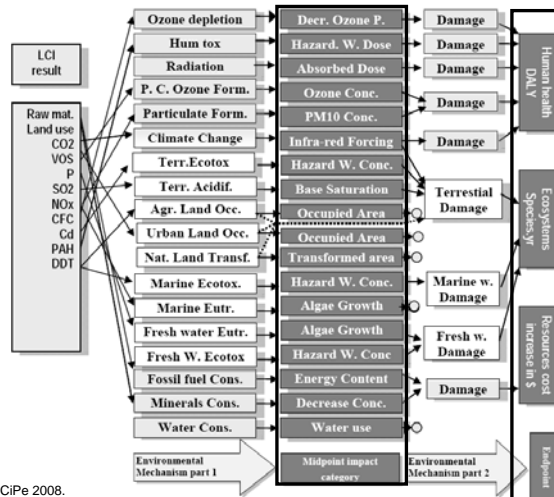 LCI
result
Raw mat.
Land use
CO2
VOS
P
SO2
NOx
CFC
Cd
PAH
DDT
Ozone depletion
Hum tox
Radiation
P. C. Ozone Form.
Particulate Form.
Climate Change
Terr.Ecotox
Terr. Acidif.
Agr. Land Occ.
Urban Land Occ.
Nat. Land Transf.
Marine Ecotox.
Marine Eutr.
Fresh water Eutr.
Fresh W. Ecotox
Fossil fuel Cons.
Minerals Cons.
Water Cons.
Environmental
Mechanism part 1
Decr. Ozone P.
Hazard. W. Dose
Absorbed Dose
Ozone Conc.
PM10 Conc.
Infra-red Forcing
Hazard W. Conc.
Base Saturation
Occupied Area
Occupied Area
Transformed area
Hazard W. Conc.
Algae Growth
Algae Growth
Hazard W. Conc
Energy Content
Decrease Conc.
Water use
Midpoint impact
category
Damage
Damage
Damage
Damage
Damage
Terrestial
Damage
Marine w.
Damage
Fresh w.
Damage
Damage
Environmental
Mechanism part 2
Human health
DALY
Ecosystems
Species.yr
Resources cost
increase in $
Endpoint
CiPe 2008.